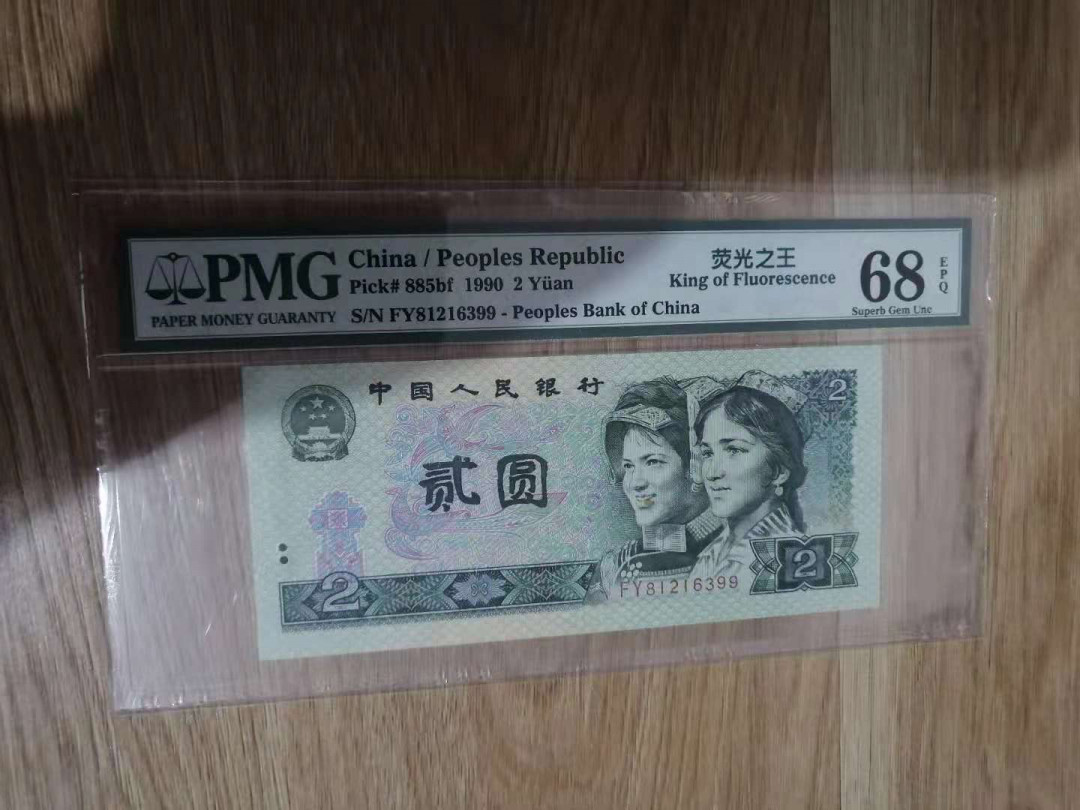 PMG
PAPER MONEY GUARANTY
China / Peoples Republic
Pick# 885bf 1990 2 Yüan
S/N FY81216399 - Peoples Bank of China
荧光之王
King of Fluorescence
68
EPQ
Superb Gem Unc
中国人民银行
2
贰圆
2
2
FY81216399